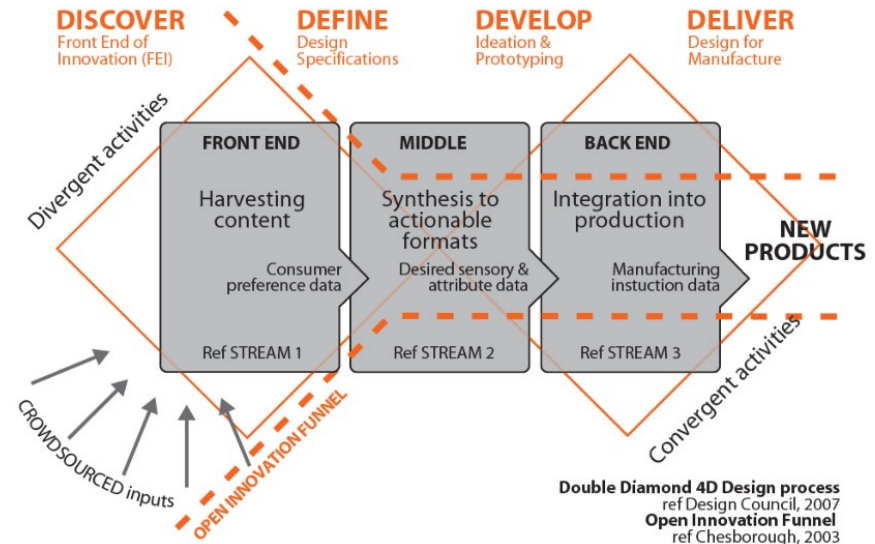 DISCOVER
Front End of
Innovation (FEI)
DEFINE
Design
Specifications
DEVELOP
Ideation &
Prototyping
DELIVER
Design for
Manufacture
Divergent activities
FRONT END
Harvesting
content
Consumer
preference data
Ref STREAM 1
MIDDLE
Synthesis to
actionable
formats
Desired sensory &
attribute data
Ref STREAM 2
BACK END
Integration into
production
Manufacturing
instuction data
Ref STREAM 3
NEW
PRODUCTS
Convergent activities
CROWDSOURCED inputs
OPEN INNOVATION FUNNEL
Double Diamond 4D Design process
ref Design Council, 2007
Open Innovation Funnel
ref Chesborough, 2003